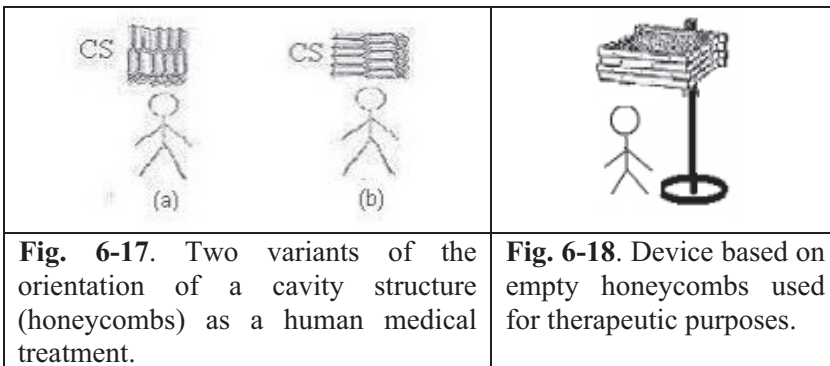 CS
CS
(a)
(b)
Fig. 6-17. Two variants of the
orientation of a cavity structure
(honeycombs) as a human medical
treatment.
Fig. 6-18. Device based on
empty honeycombs used
for therapeutic purposes.